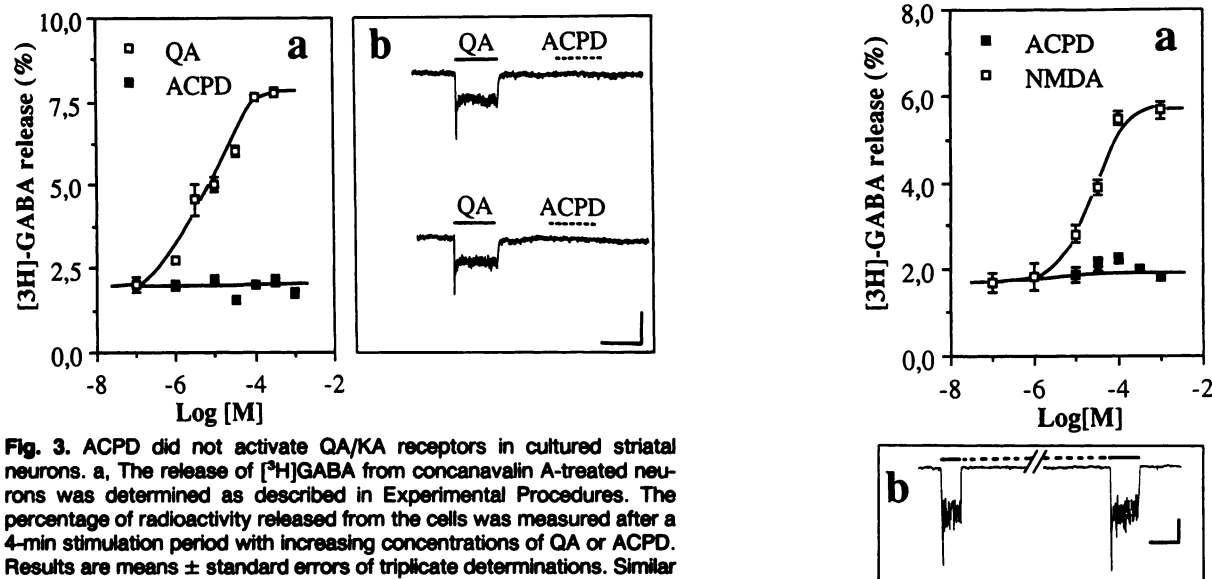 10,0
7,5
5,0
2,5
0,0
[3H]-GABA release (%)
QA
ACPD
a
-8
-6
-4
-2
Log [M]
b
QA
ACPD
QA
ACPD
Fig. 3. ACPD did not activate QA/KA receptors in cultured striatal
neurons. a, The release of [³H]GABA from concanavalin A-treated neu-
rons was determined as described in Experimental Procedures. The
percentage of radioactivity released from the cells was measured after a
4-min stimulation period with increasing concentrations of QA or ACPD.
Results are means ± standard errors of triplicate determinations. Similar
8,0
6,0
4,0
2,0
0,0
[3H]-GABA release (%)
ACPD
NMDA
a
-8
-6
-4
-2
Log[M]
b